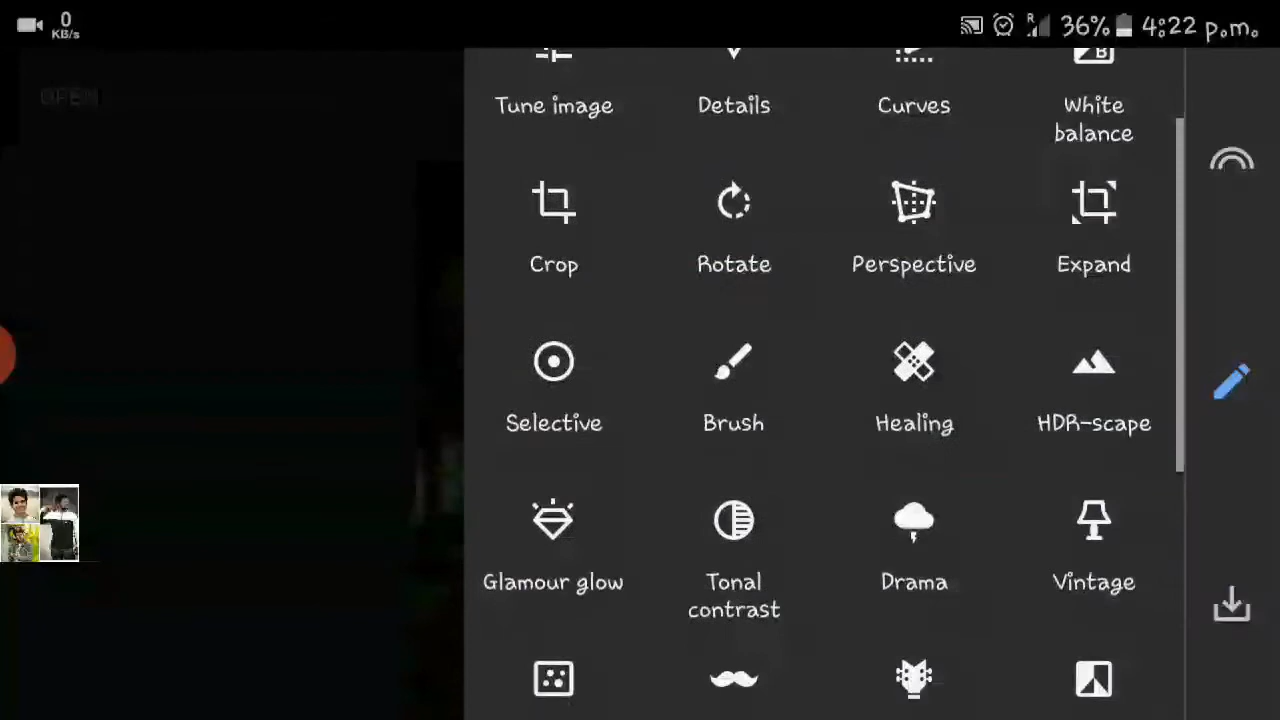 0
KB/s
R
36%
4:22 p.m.
OPEN
Tune image
Details
Curves
White
balance
B
Crop
Rotate
Perspective
Expand
Selective
Brush
Healing
HDR-scape
Glamour glow
Tonal
contrast
Drama
Vintage